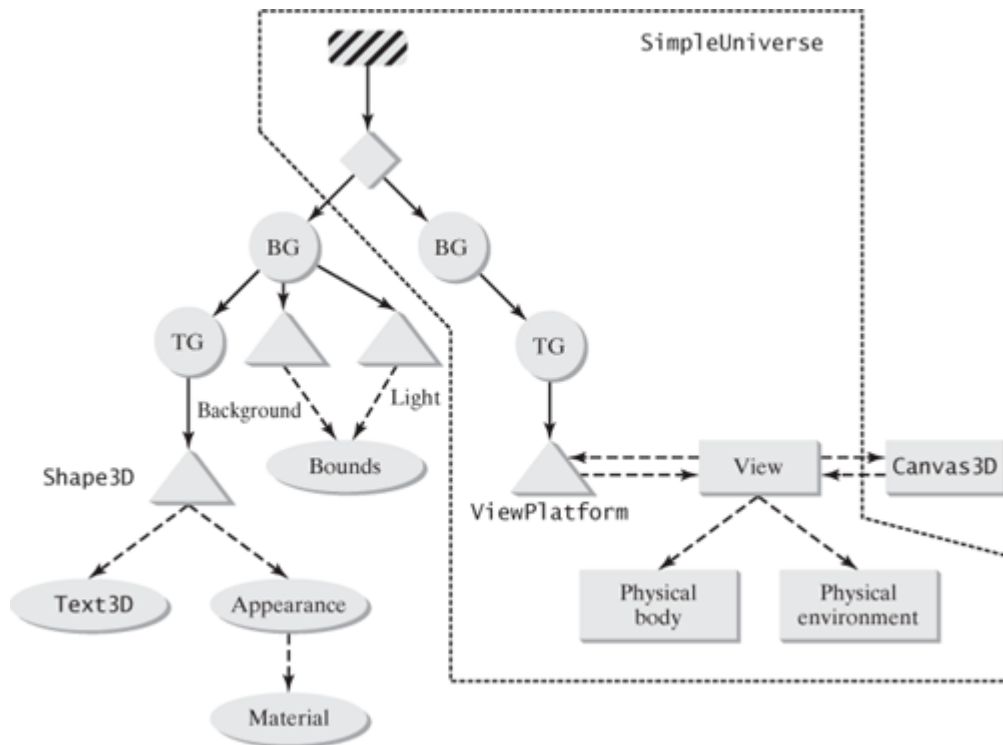 SimpleUniverse
BG
BG
TG
TG
Background
Light
Shape3D
Bounds
View
Canvas3D
ViewPlatform
Text3D
Appearance
Physical
body
Physical
environment
Material